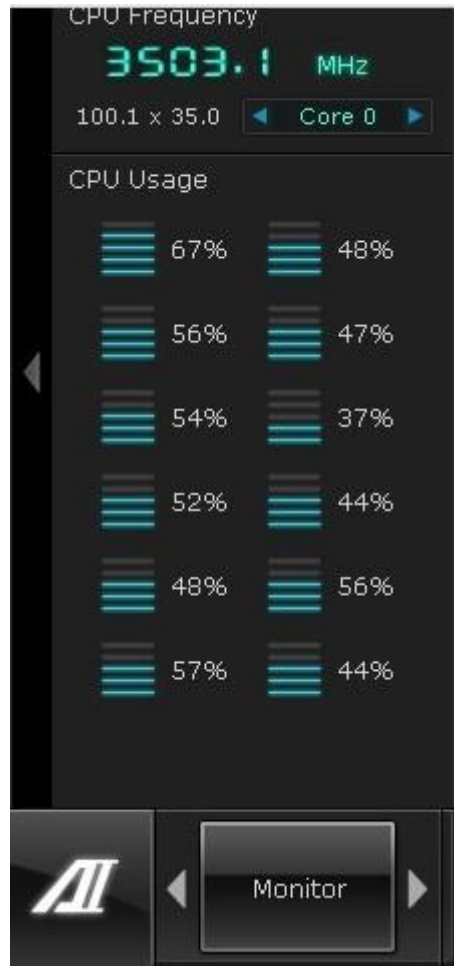 CPU Frequency
3503.1 MHz
100.1 x 35.0 Core 0
CPU Usage
67% 48%
56% 47%
54% 37%
52% 44%
48% 56%
57% 44%
Monitor